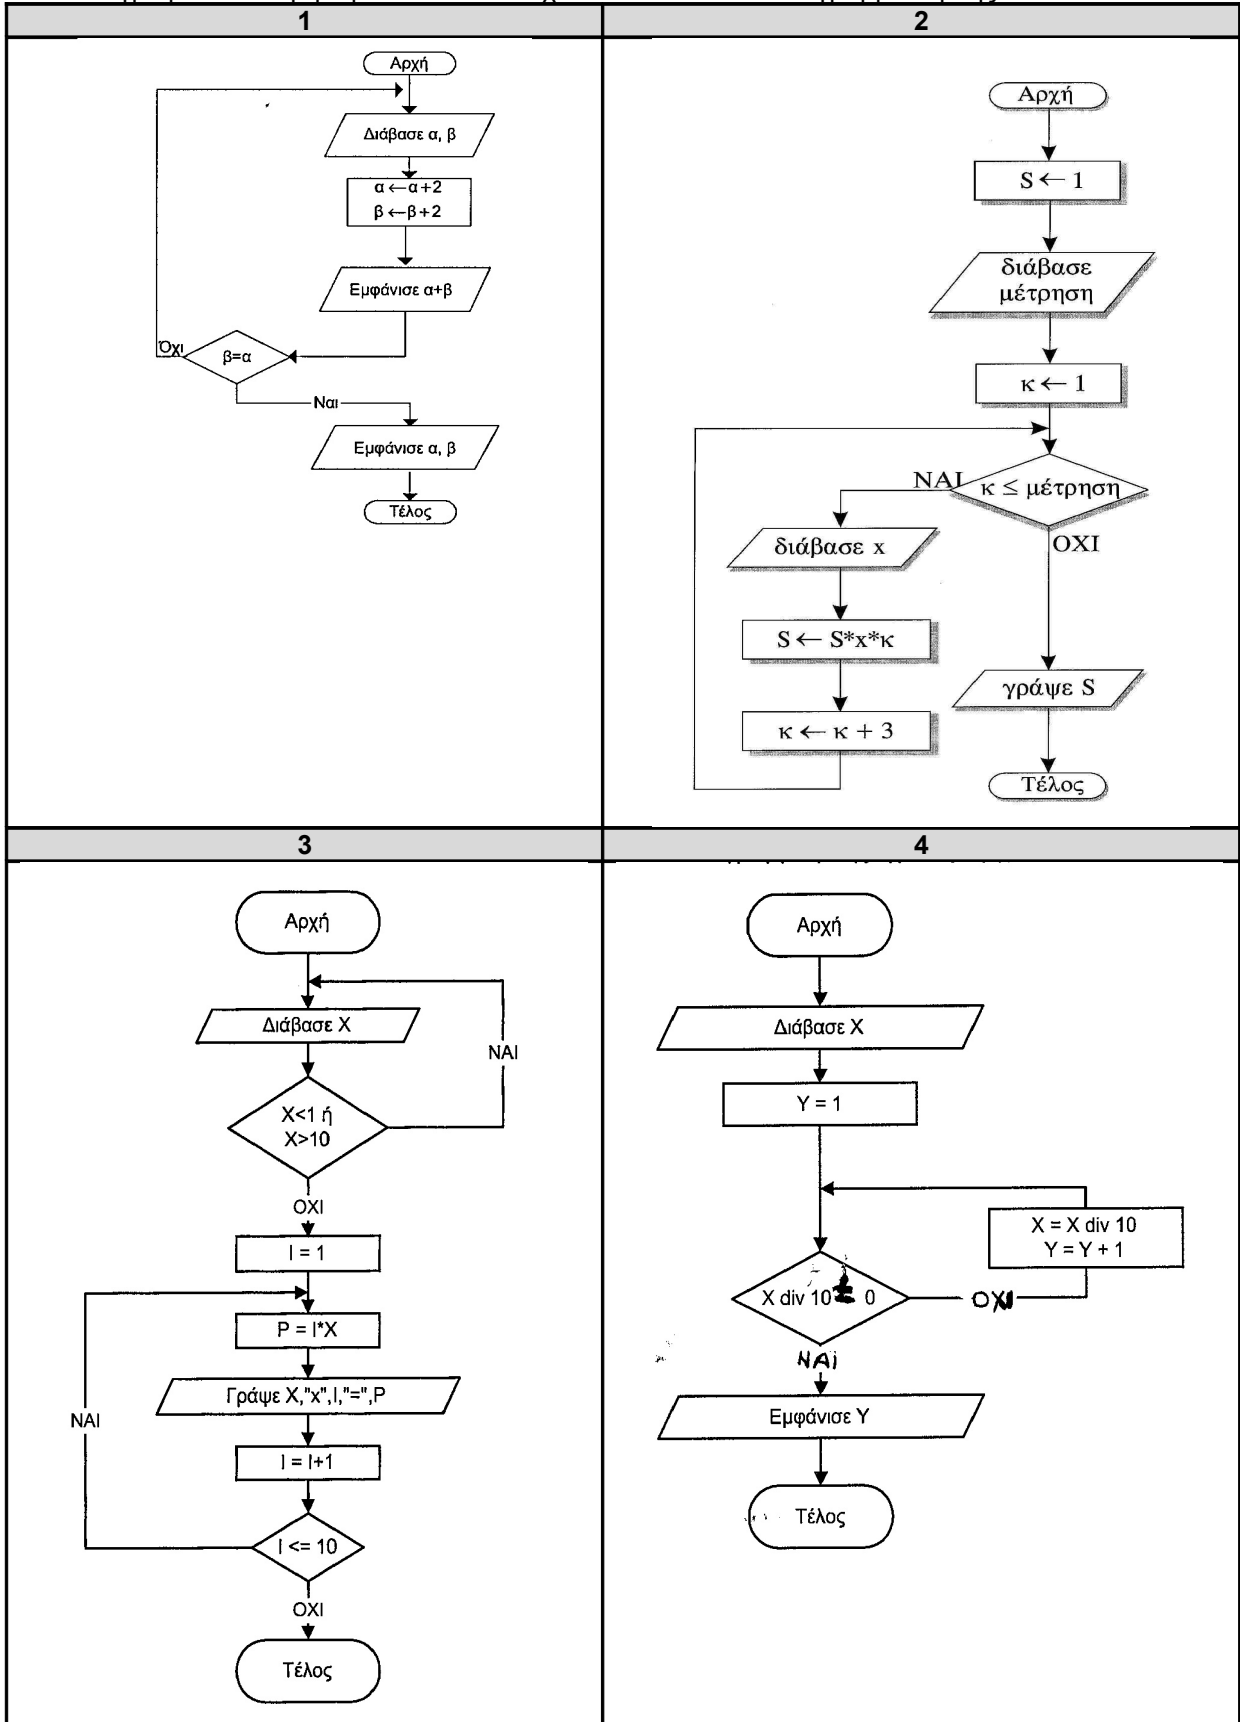 1
Αρχή
Διάβασε α, β
α ← α+2
β ← β+2
Εμφάνισε α+β
Όχι
β=α
Ναι
Εμφάνισε α, β
Τέλος
2
Αρχή
S ← 1
διάβασε
μέτρηση
κ ← 1
ΝΑΙ
κ ≤ μέτρηση
ΟΧΙ
διάβασε x
S ← S*x*κ
κ ← κ + 3
γράψε S
Τέλος
3
Αρχή
Διάβασε Χ
ΝΑΙ
Χ<1 ή
Χ>10
ΟΧΙ
I = 1
P = I*X
Γράψε Χ,"x",I,"=",P
ΝΑΙ
I = I+1
I <= 10
ΟΧΙ
Τέλος
4
Αρχή
Διάβασε Χ
Y = 1
X = X div 10
Y = Y + 1
X div 10 = 0
ΟΧΙ
ΝΑΙ
Εμφάνισε Υ
Τέλος